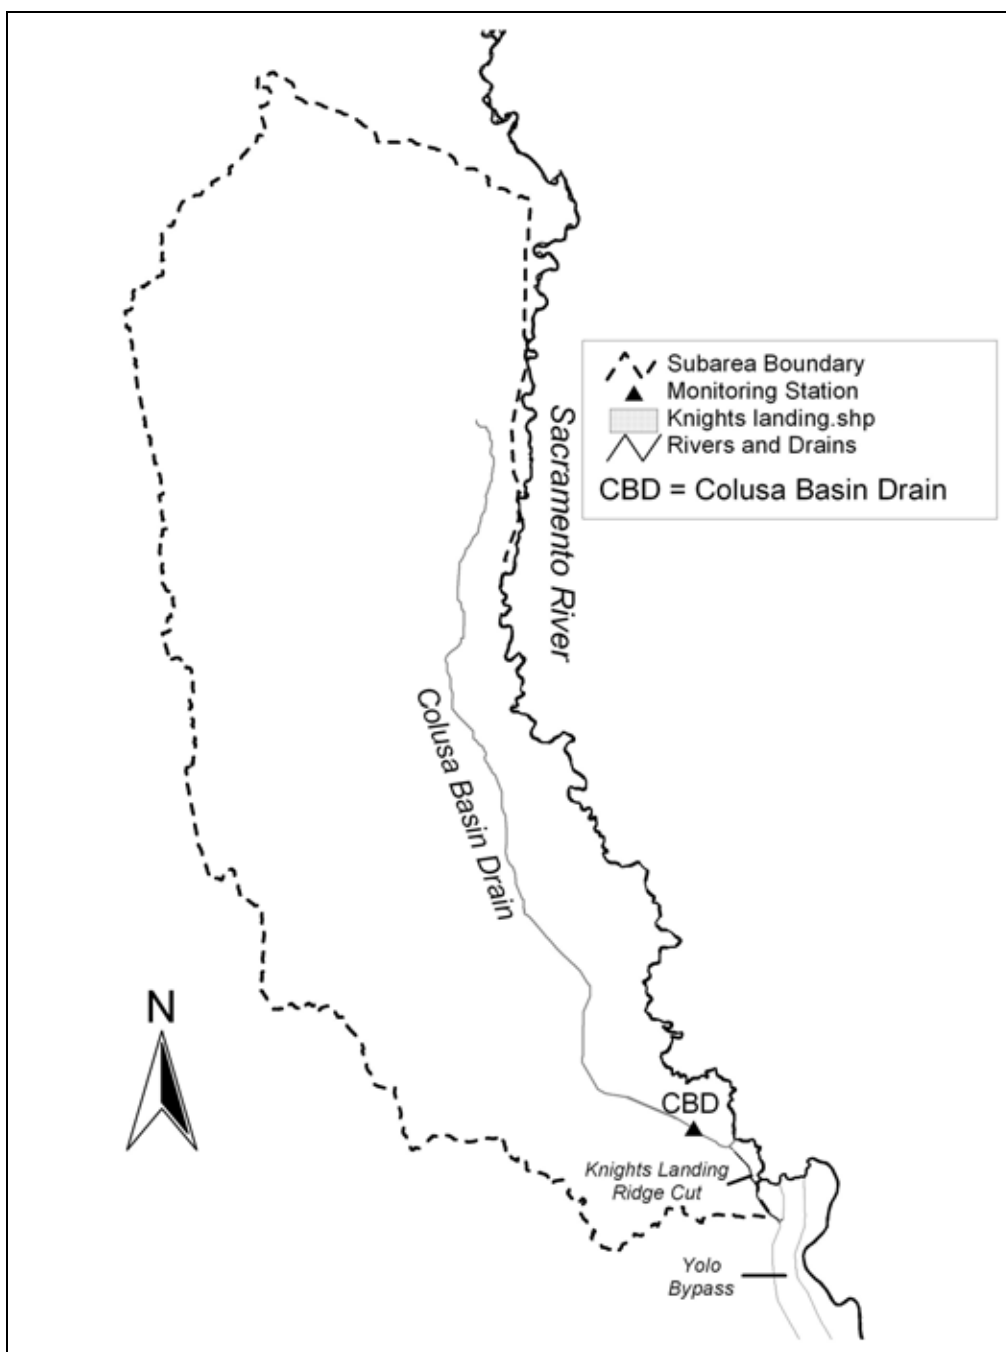 Subarea Boundary
Monitoring Station
Knights landing.shp
Rivers and Drains
CBD = Colusa Basin Drain
Sacramento River
Colusa Basin Drain
N
CBD
Knights Landing
Ridge Cut
Yolo
Bypass